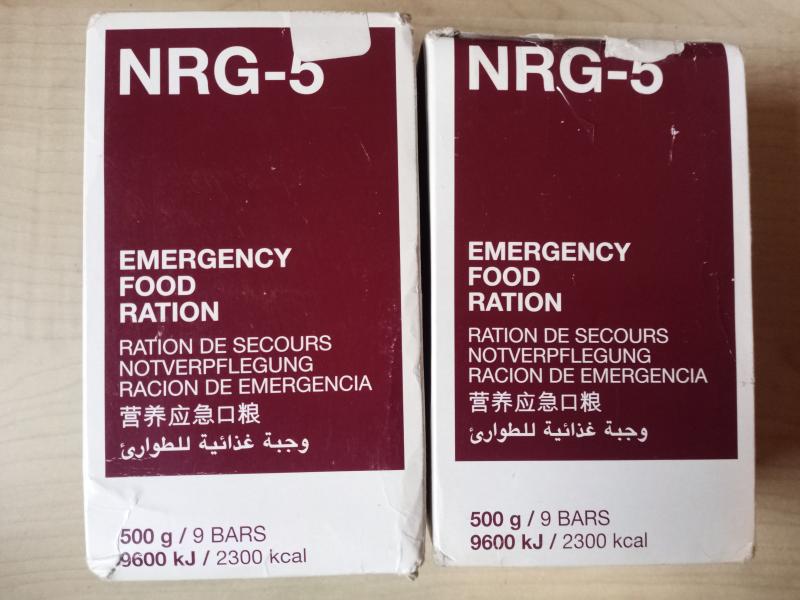 NRG-5
EMERGENCY
FOOD
RATION
RATION DE SECOURS
NOTVERPFLEGUNG
RACION DE EMERGENCIA
营养应急口粮
وجبة غذائية للطوارئ
500 g / 9 BARS
9600 kJ / 2300 kcal
NRG-5
EMERGENCY
FOOD
RATION
RATION DE SECOURS
NOTVERPFLEGUNG
RACION DE EMERGENCIA
营养应急口粮
وجبة غذائية للطوارئ
500 g / 9 BARS
9600 kJ / 2300 kcal